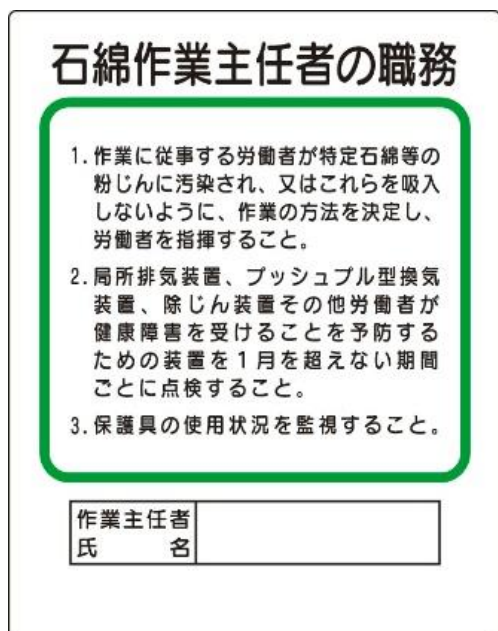 石綿作業主任者の職務
1. 作業に従事する労働者が特定石綿等の
粉じんに汚染され、又はこれらを吸入
しないように、作業の方法を決定し、
労働者を指揮すること。
2. 局所排気装置、プッシュプル型換気
装置、除じん装置その他労働者が
健康障害を受けることを予防する
ための装置を1月を超えない期間
ごとに点検すること。
3. 保護具の使用状況を監視すること。
作業主任者
氏 名